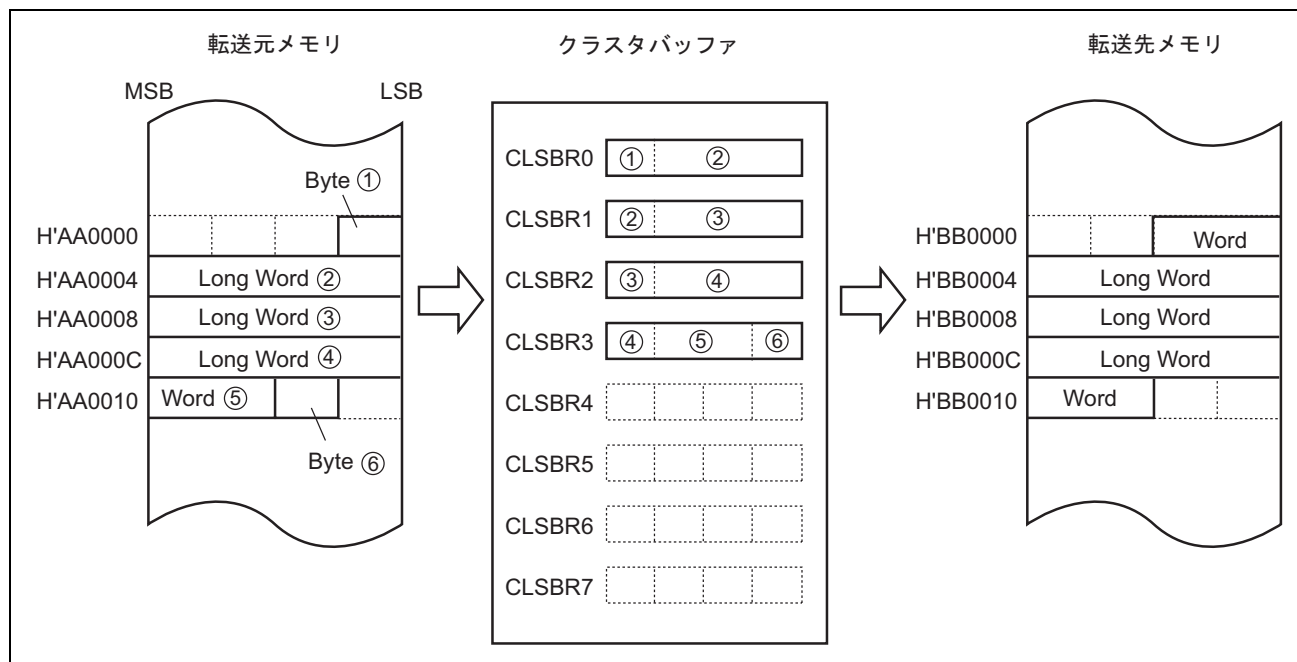 転送元メモリ
クラスタバッファ
転送先メモリ
MSB
LSB
Byte ①
H'AA0000
H'AA0004
Long Word ②
H'AA0008
Long Word ③
H'AA000C
Long Word ④
H'AA0010
Word ⑤
Byte ⑥
CLSBR0
①
②
CLSBR1
②
③
CLSBR2
③
④
CLSBR3
④
⑤
⑥
CLSBR4
CLSBR5
CLSBR6
CLSBR7
H'BB0000
Word
H'BB0004
Long Word
H'BB0008
Long Word
H'BB000C
Long Word
H'BB0010
Word